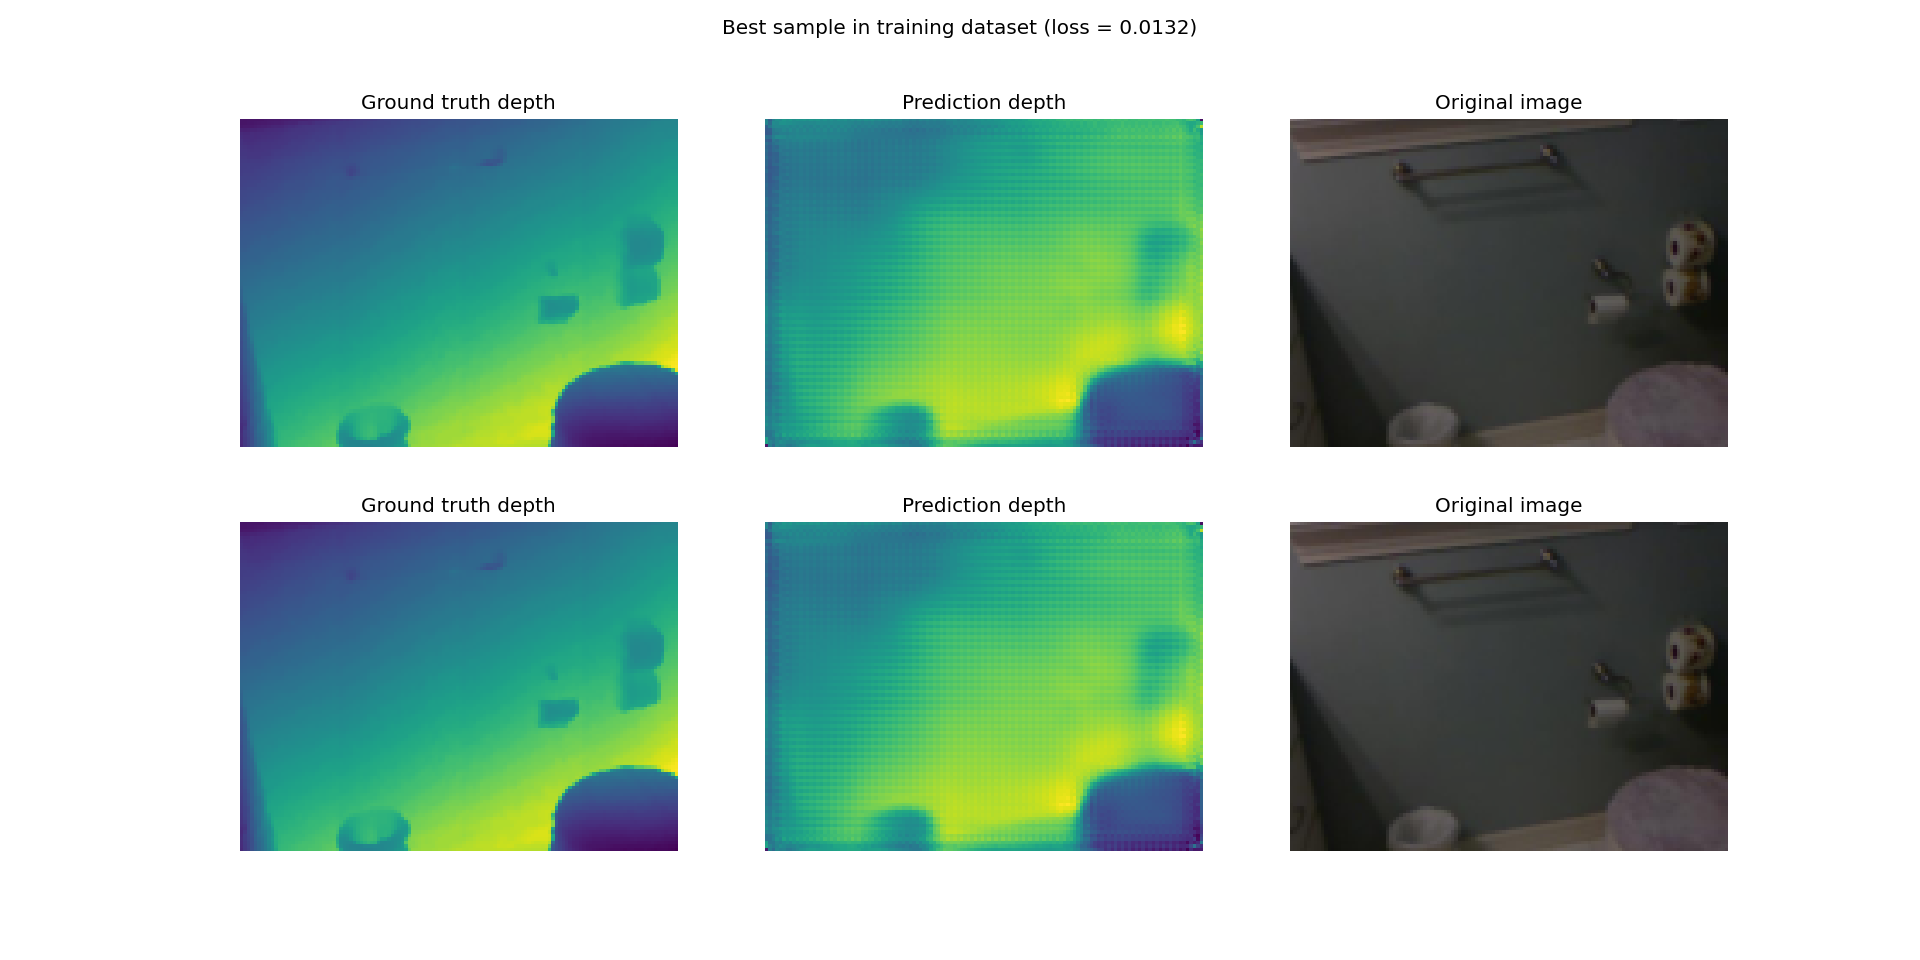 Best sample in training dataset (loss = 0.0132)
Ground truth depth
Prediction depth
Original image
Ground truth depth
Prediction depth
Original image